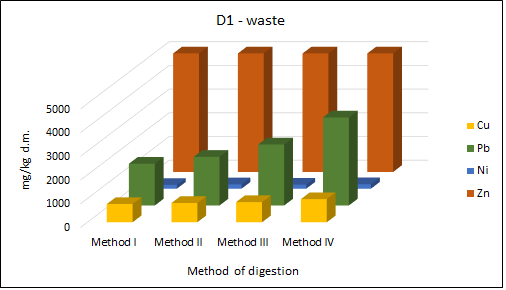 D1 - waste
5000
4000
3000
2000
1000
0
mg/kg d.m.
Method I Method II Method III Method IV
Method of digestion
Cu
Pb
Ni
Zn